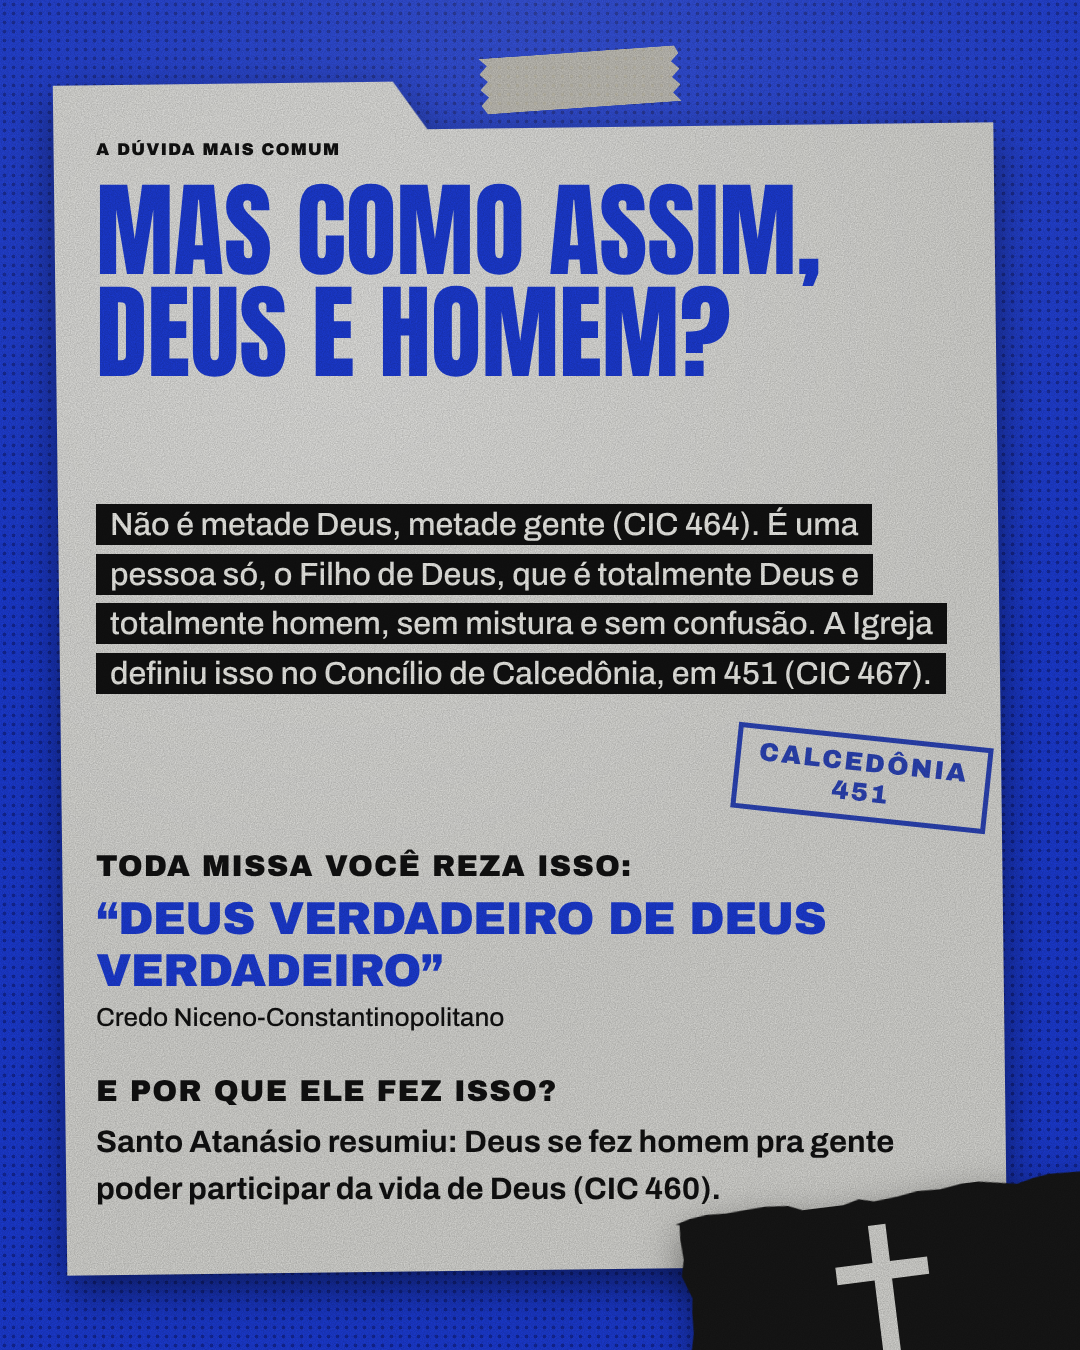 A DÚVIDA MAIS COMUM
MAS COMO ASSIM,
DEUS E HOMEM?
Não é metade Deus, metade gente (CIC 464). É uma
pessoa só, o Filho de Deus, que é totalmente Deus e
totalmente homem, sem mistura e sem confusão. A Igreja
definiu isso no Concílio de Calcedônia, em 451 (CIC 467).
CALCEDÔNIA
451
TODA MISSA VOCÊ REZA ISSO:
“DEUS VERDADEIRO DE DEUS
VERDADEIRO”
Credo Niceno-Constantinopolitano
E POR QUE ELE FEZ ISSO?
Santo Atanásio resumiu: Deus se fez homem pra gente
poder participar da vida de Deus (CIC 460).